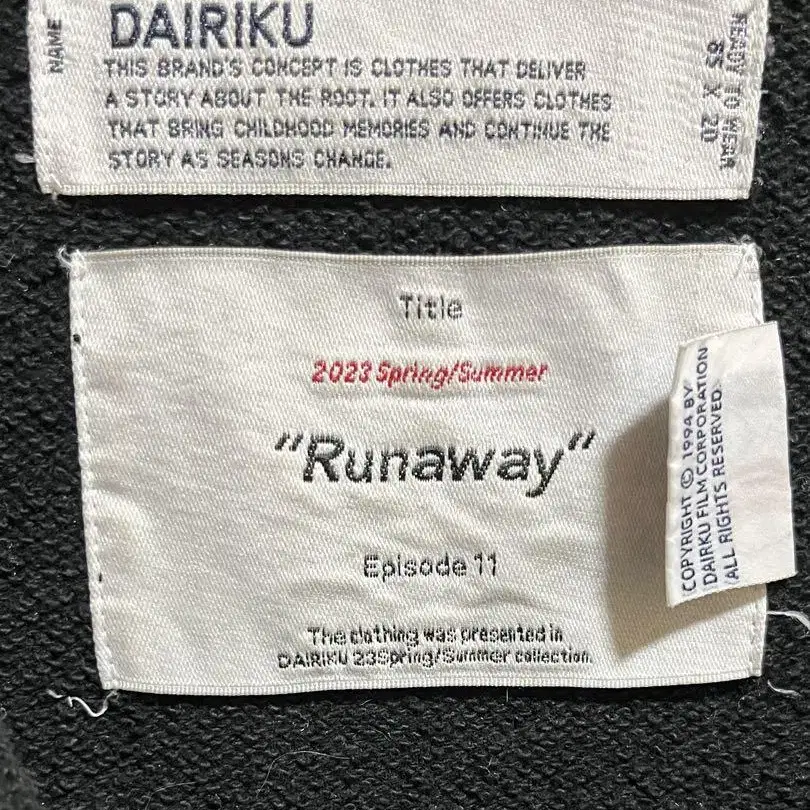 NAME
DAIRIKU
THIS BRAND'S CONCEPT IS CLOTHES THAT DELIVER
A STORY ABOUT THE ROOT. IT ALSO OFFERS CLOTHES
THAT BRING CHILDHOOD MEMORIES AND CONTINUE THE
STORY AS SEASONS CHANGE.
READY TO WEAR
85 X 20
Title
2023 Spring/Summer
"Runaway"
Episode 11
The clothing was presented in
DAIRIKU 23Spring/Summer collection.
COPYRIGHT © 1994 BY
DAIRKU FILM CORPORATION
ALL RIGHTS RESERVED.